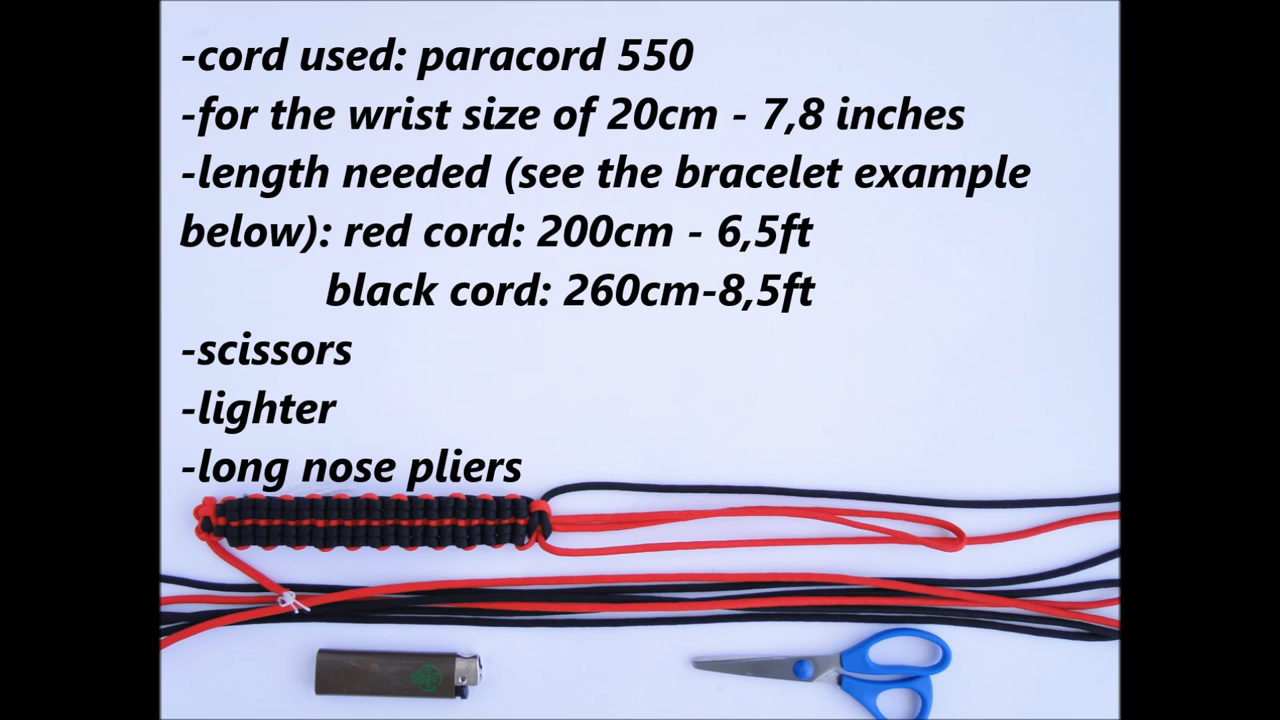 -cord used: paracord 550
-for the wrist size of 20cm - 7,8 inches
-length needed (see the bracelet example
below): red cord: 200cm - 6,5ft
black cord: 260cm-8,5ft
-scissors
-lighter
-long nose pliers